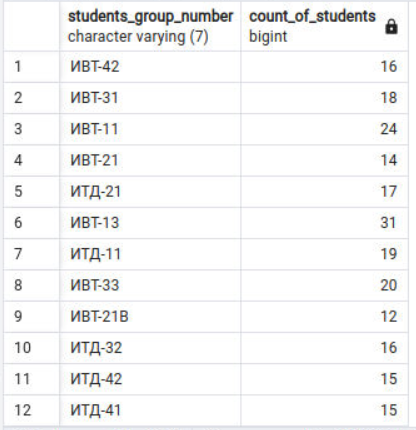 students_group_number count_of_students
character varying (7) bigint
1 ИВТ-42 16
2 ИВТ-31 18
3 ИВТ-11 24
4 ИВТ-21 14
5 ИТД-21 17
6 ИВТ-13 31
7 ИТД-11 19
8 ИВТ-33 20
9 ИВТ-21В 12
10 ИТД-32 16
11 ИТД-42 15
12 ИТД-41 15